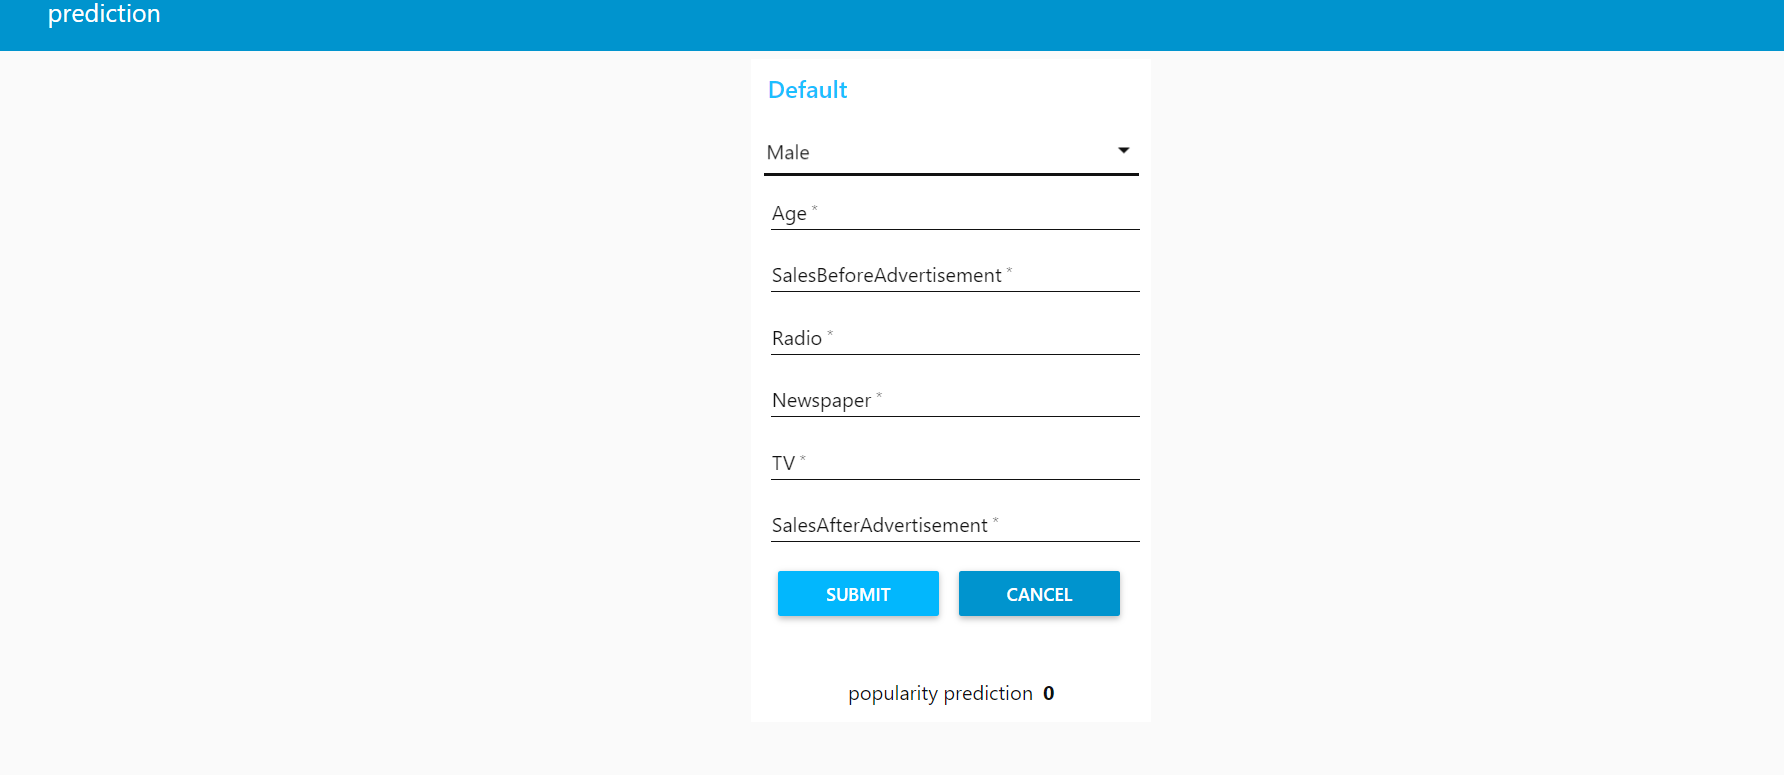 prediction
Default
Male
Age *
SalesBeforeAdvertisement *
Radio *
Newspaper *
TV *
SalesAfterAdvertisement *
SUBMIT CANCEL
popularity prediction 0